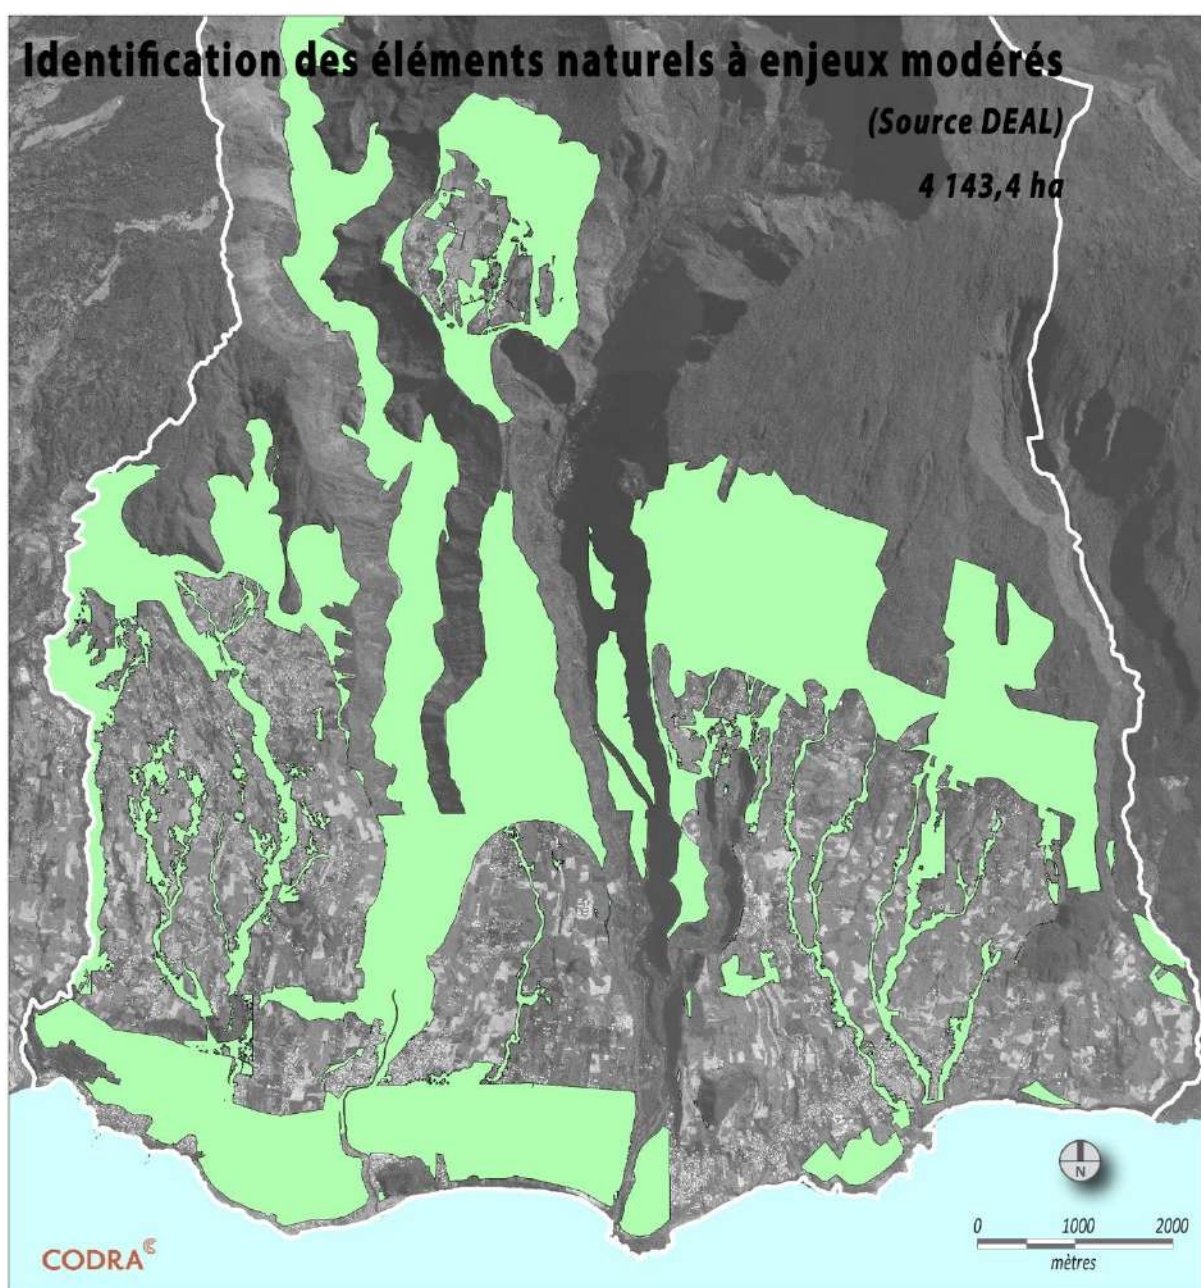 Identification des éléments naturels à enjeux modérés
(Source DEAL)
4 143,4 ha
N
0 1000 2000
mètres
CODRA